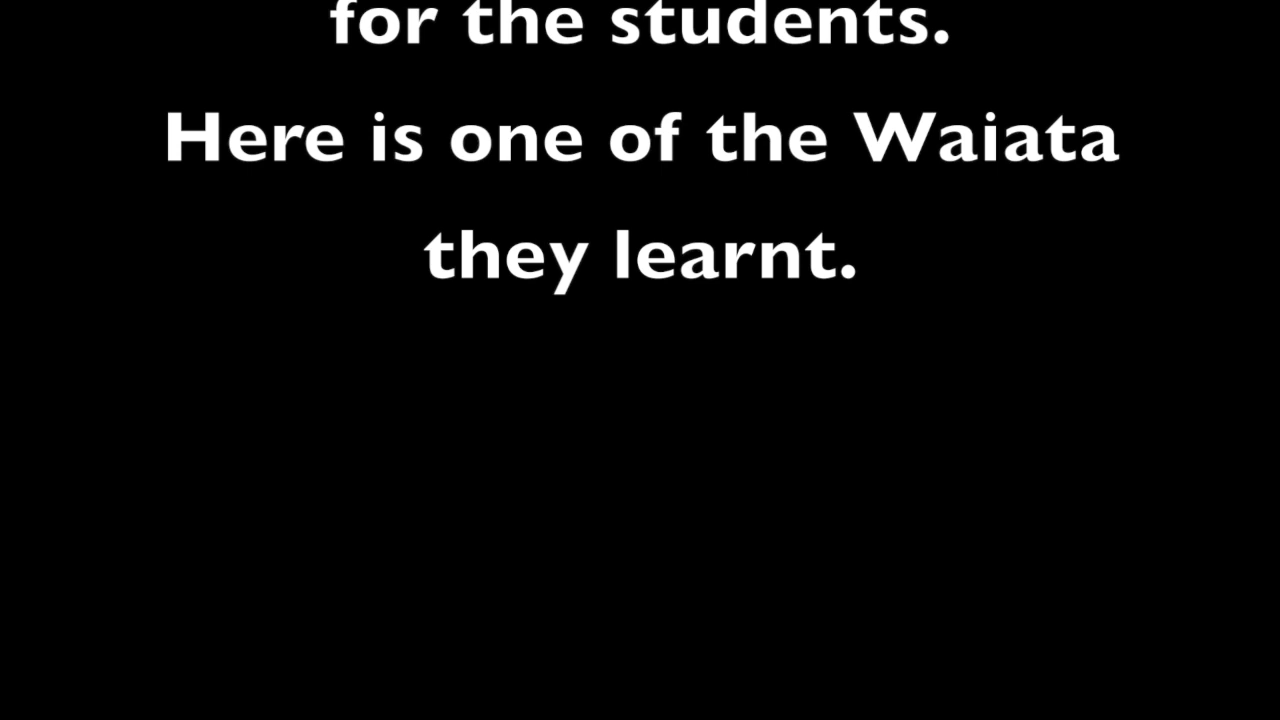 for the students.
Here is one of the Waiata
they learnt.